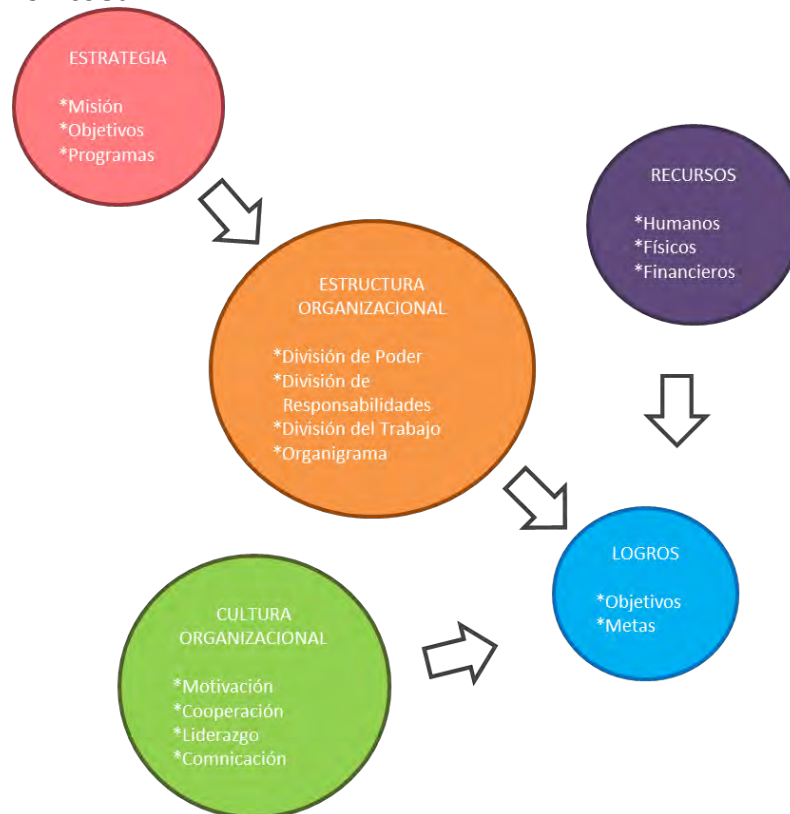 ESTRATEGIA
*Misión
*Objetivos
*Programas
RECURSOS
*Humanos
*Físicos
*Financieros
ESTRUCTURA
ORGANIZACIONAL
*División de Poder
*División de
Responsabilidades
*División del Trabajo
*Organigrama
LOGROS
*Objetivos
*Metas
CULTURA
ORGANIZACIONAL
*Motivación
*Cooperación
*Liderazgo
*Comnicación